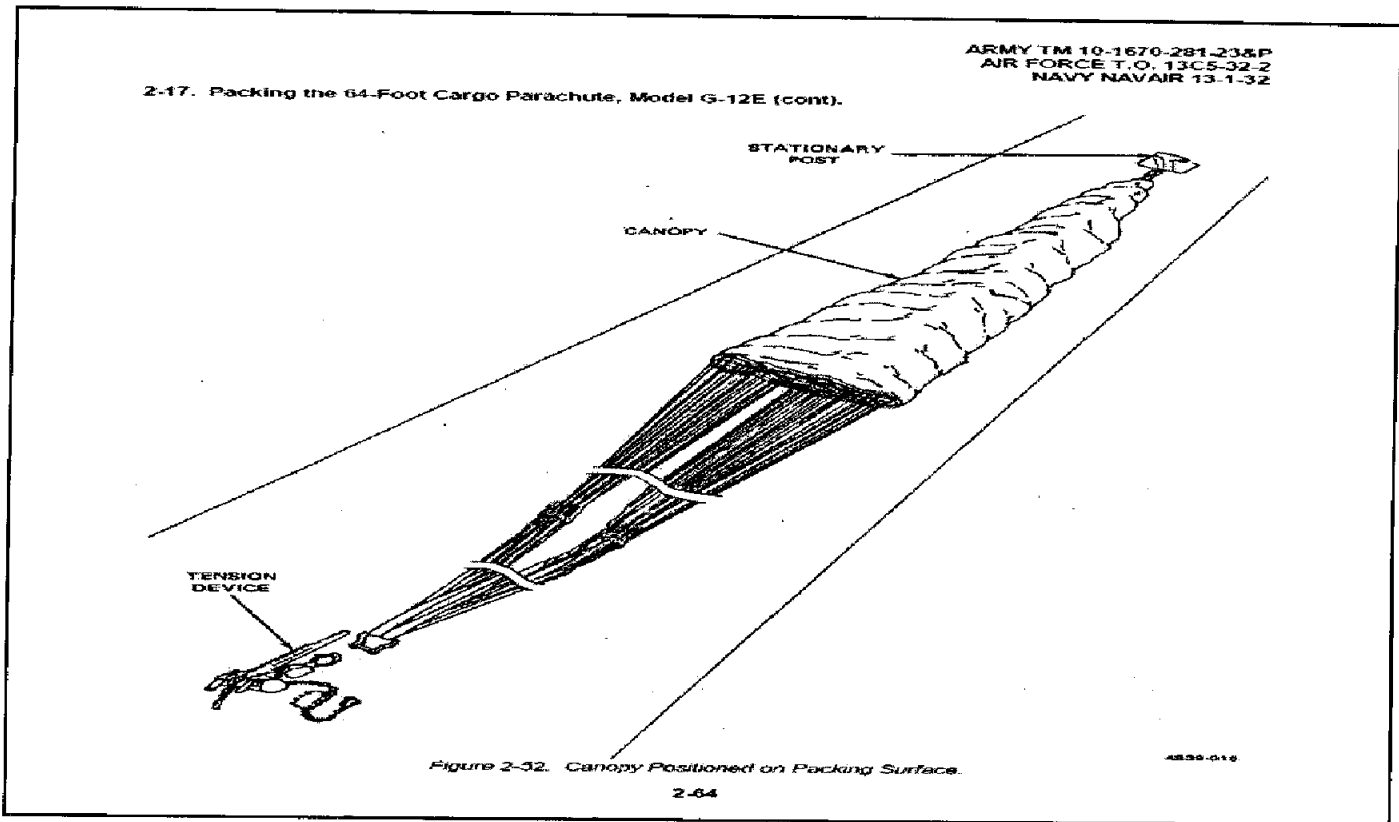 ARMY TM 10-1670-281-23&P
AIR FORCE T.O. 13C5-32-2
NAVY NAVAIR 13-1-32
2-17. Packing the 64-Foot Cargo Parachute, Model G-12E (cont).
STATIONARY
POST
CANOPY
TENSION
DEVICE
Figure 2-32. Canopy Positioned on Packing Surface.
2-64